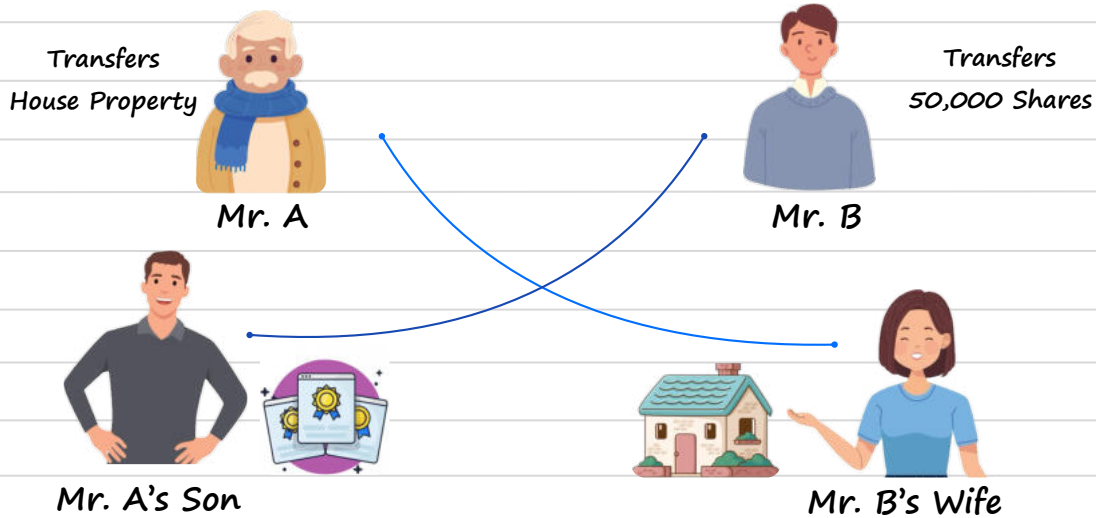 Transfers
House Property
Mr. A
Transfers
50,000 Shares
Mr. B
Mr. A's Son
Mr. B's Wife